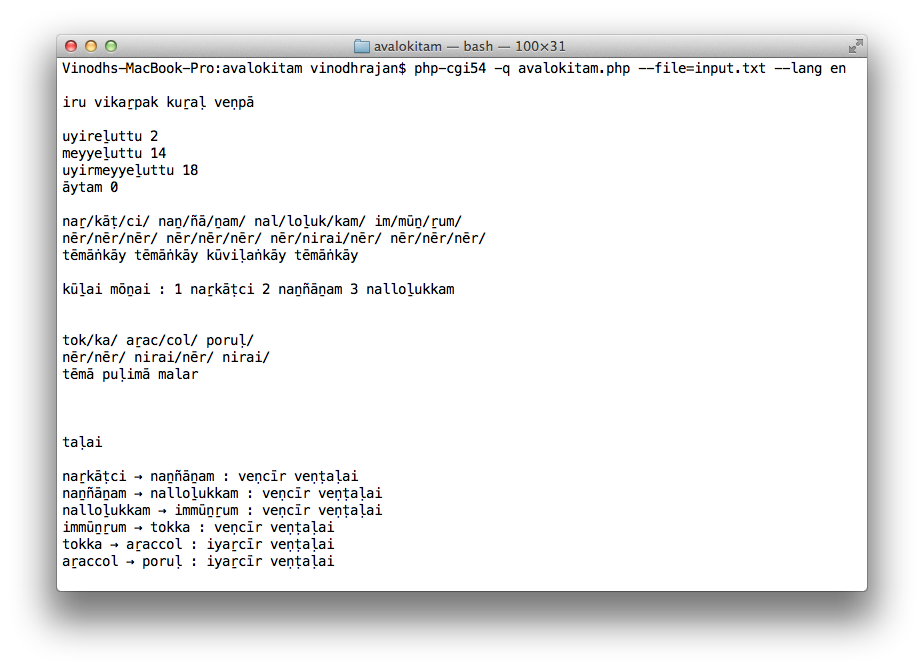 avalokitam — bash — 100×31
Vinodhs-MacBook-Pro:avalokitam vinodhrajan$ php-cgi54 -q avalokitam.php --file=input.txt --lang en
iru vikaṟpak kuṟaḷ veṇpā
uyireḻuttu 2
meyyeḻuttu 14
uyirmeyyeḻuttu 18
āytam 0
naṟ/kāṭ/ci/ naṉ/ñā/ṉam/ nal/loḻuk/kam/ im/mūṉ/ṟum/
nēr/nēr/nēr/ nēr/nēr/nēr/ nēr/nirai/nēr/ nēr/nēr/nēr/
tēmāṅkāy tēmāṅkāy kūviḷaṅkāy tēmāṅkāy
kūḻai mōṉai : 1 naṟkāṭci 2 naṉñāṉam 3 nalloḻukkam
tok/ka/ aṟac/col/ poruḷ/
nēr/nēr/ nirai/nēr/ nirai/
tēmā puḷimā malar
taḷai
naṟkāṭci → naṉñāṉam : veṇcīr veṇṭaḷai
naṉñāṉam → nalloḻukkam : veṇcīr veṇṭaḷai
nalloḻukkam → immūṉṟum : veṇcīr veṇṭaḷai
immūṉṟum → tokka : veṇcīr veṇṭaḷai
tokka → aṟaccol : iyaṟcīr veṇṭaḷai
aṟaccol → poruḷ : iyaṟcīr veṇṭaḷai